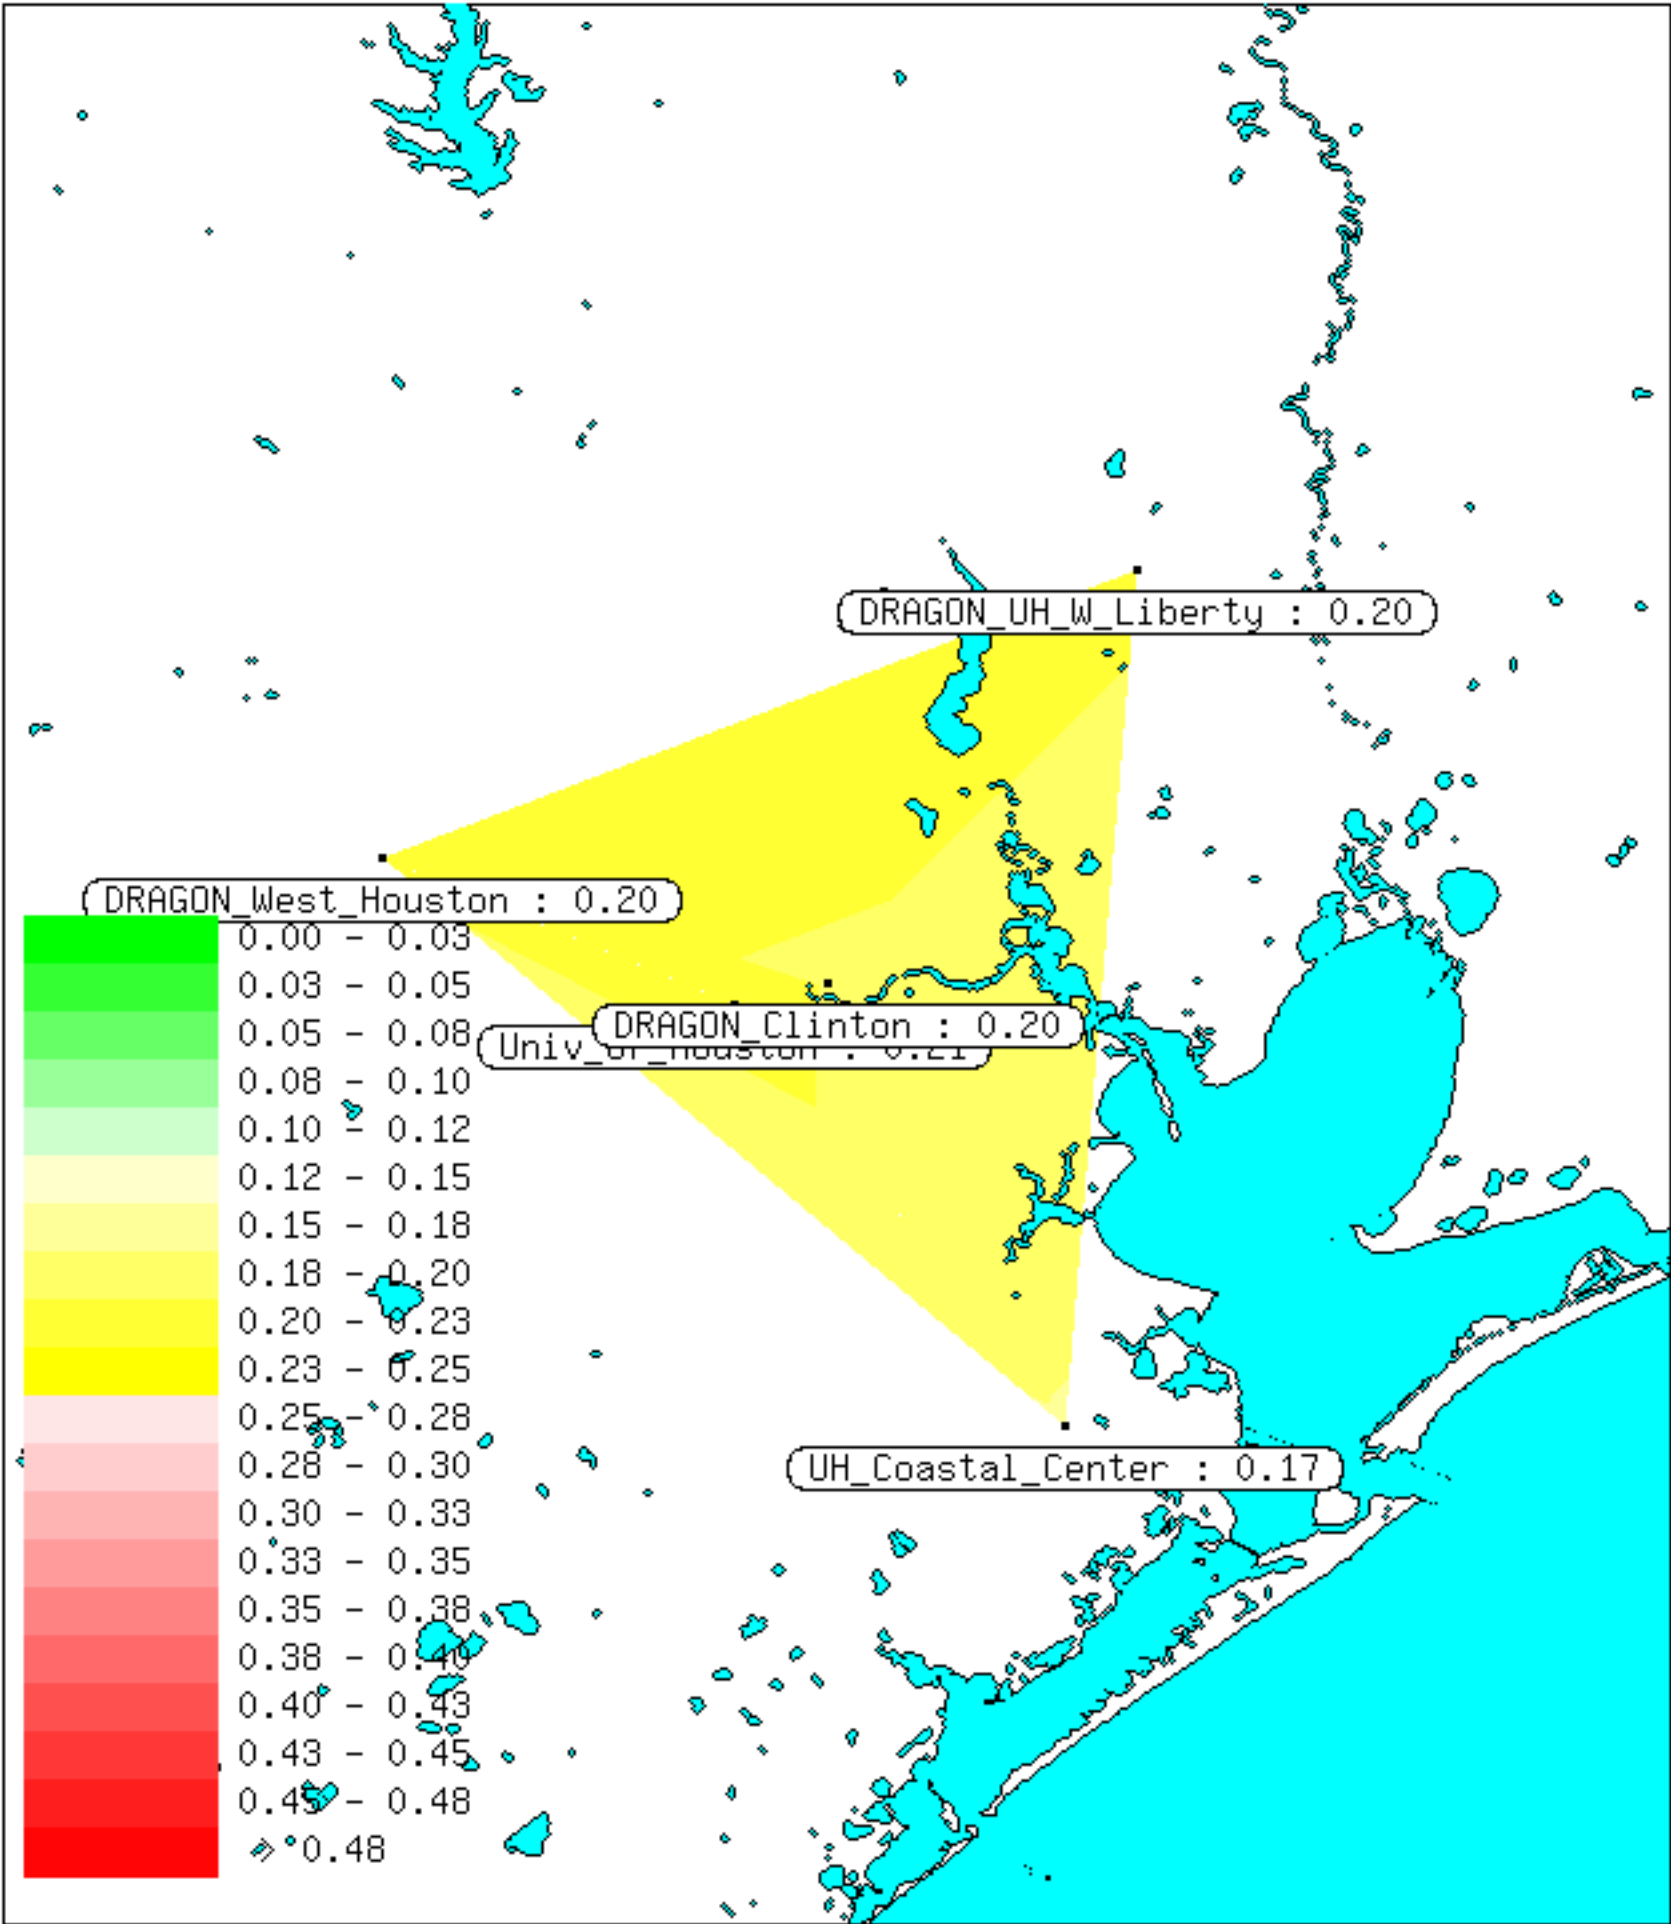 DRAGON_UH_W_Liberty : 0.20
DRAGON_West_Houston : 0.20
DRAGON_Clinton : 0.20
Univ_of_Houston : 0.21
UH_Coastal_Center : 0.17
0.00 - 0.03
0.03 - 0.05
0.05 - 0.08
0.08 - 0.10
0.10 - 0.12
0.12 - 0.15
0.15 - 0.18
0.18 - 0.20
0.20 - 0.23
0.23 - 0.25
0.25 - 0.28
0.28 - 0.30
0.30 - 0.33
0.33 - 0.35
0.35 - 0.38
0.38 - 0.40
0.40 - 0.43
0.43 - 0.45
0.45 - 0.48
> 0.48